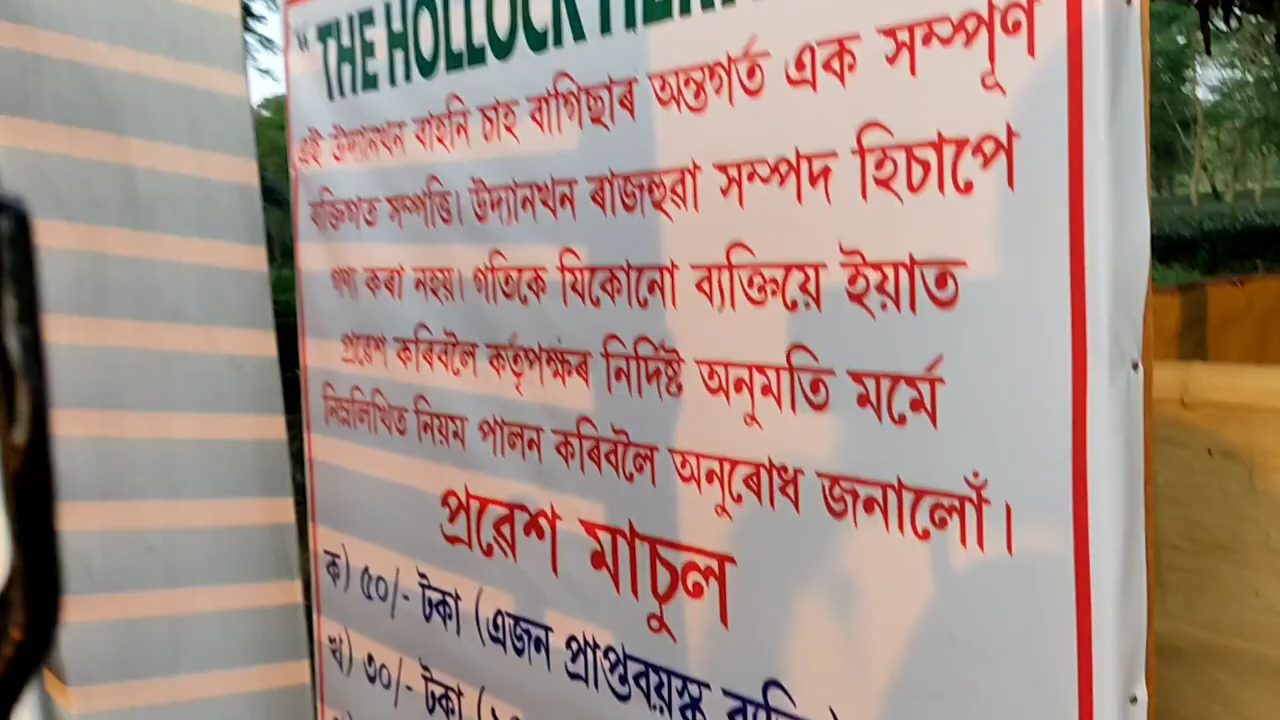 "THE HOLLOCK
এই উদ্যানখন বাহনি চাহ বাগিছাৰ অন্তগৰ্ত এক সম্পূৰ্ণ
ব্যক্তিগত সম্পত্তি। উদ্যানখন ৰাজহুৱা সম্পদ হিচাপে
গণ্য কৰা নহয়। গতিকে যিকোনো ব্যক্তিয়ে ইয়াত
প্ৰৱেশ কৰিবলৈ কৰ্তৃপক্ষৰ নিৰ্দিষ্ট অনুমতি মৰ্মে
নিম্নলিখিত নিয়ম পালন কৰিবলৈ অনুৰোধ জনালোঁ।
প্ৰৱেশ মাচুল
ক) ৫০/- টকা (এজন প্ৰাপ্তবয়স্ক
খ) ৩০/- টকা